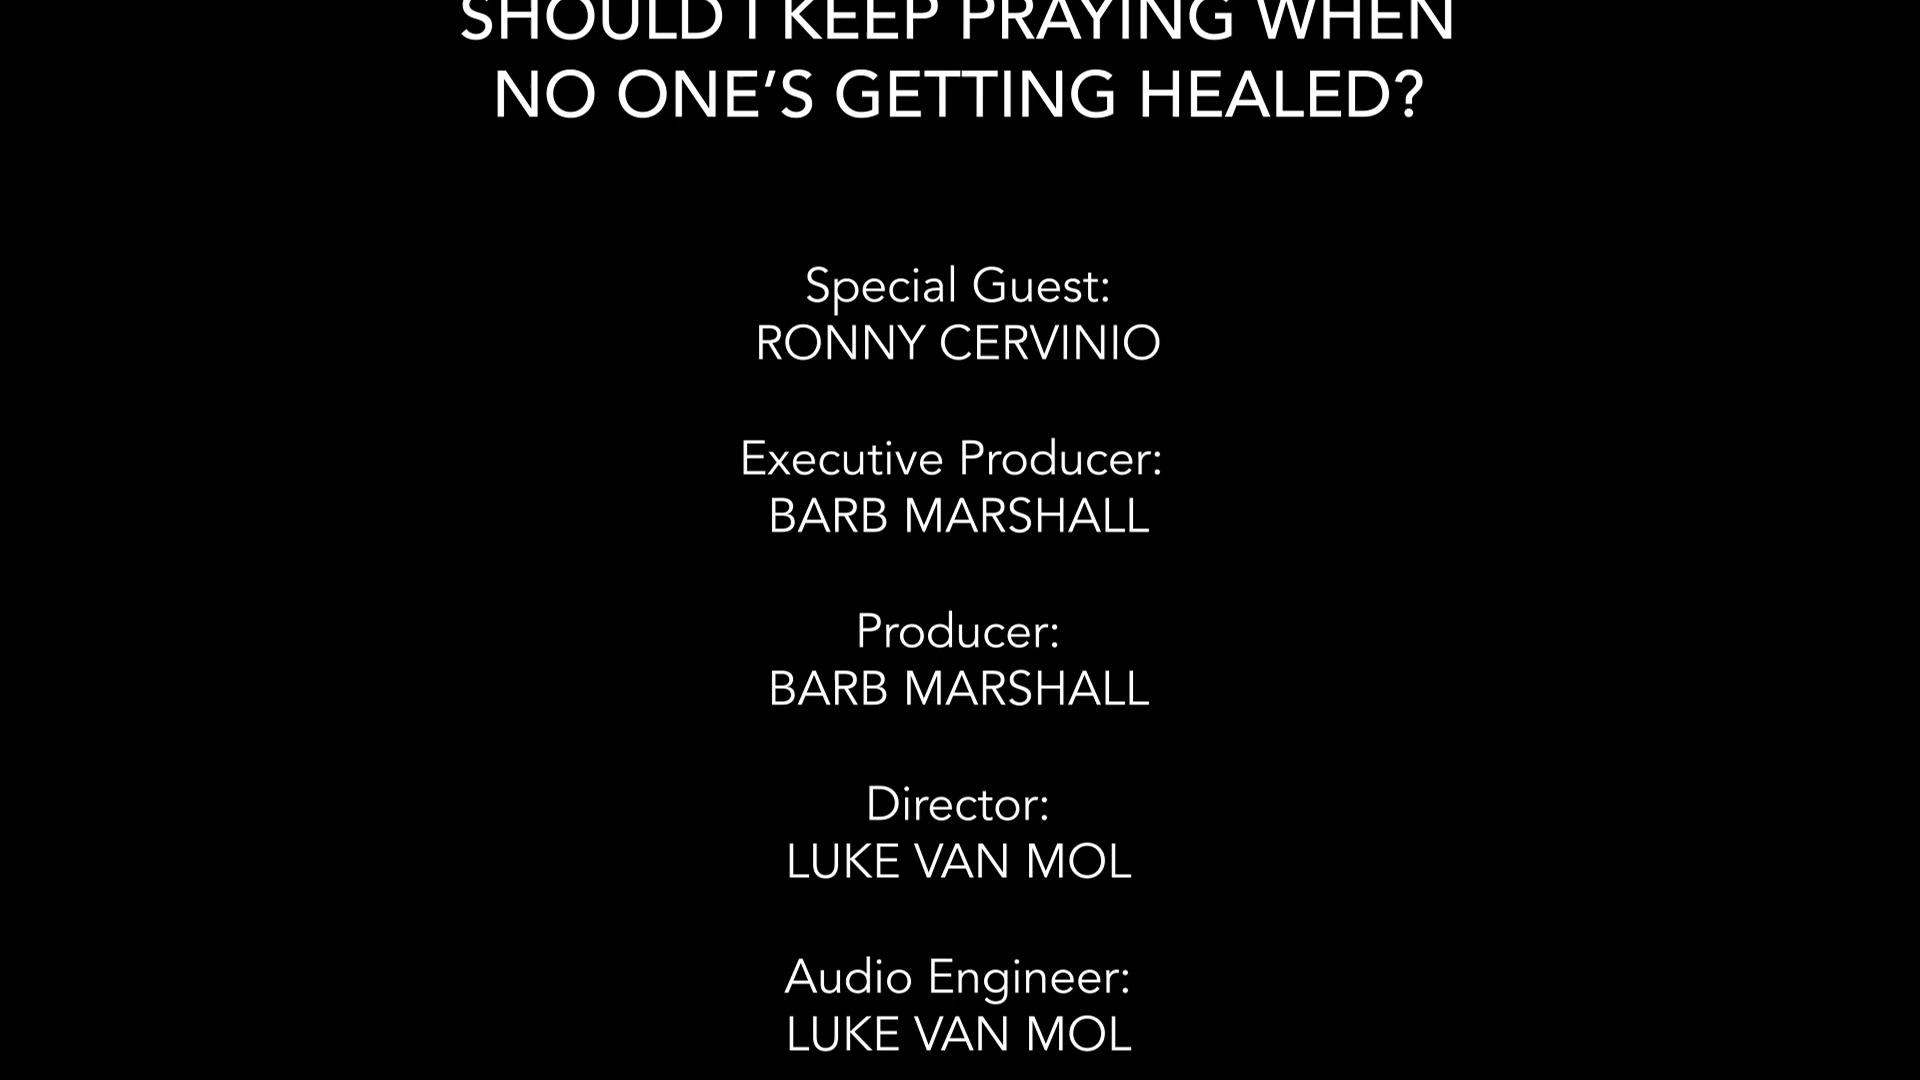 SHOULD I KEEP PRAYING WHEN
NO ONE‘S GETTING HEALED?
Special Guest:
RONNY CERVINIO
Executive Producer:
BARB MARSHALL
Producer:
BARB MARSHALL
Director:
LUKE VAN MOL
Audio Engineer:
LUKE VAN MOL